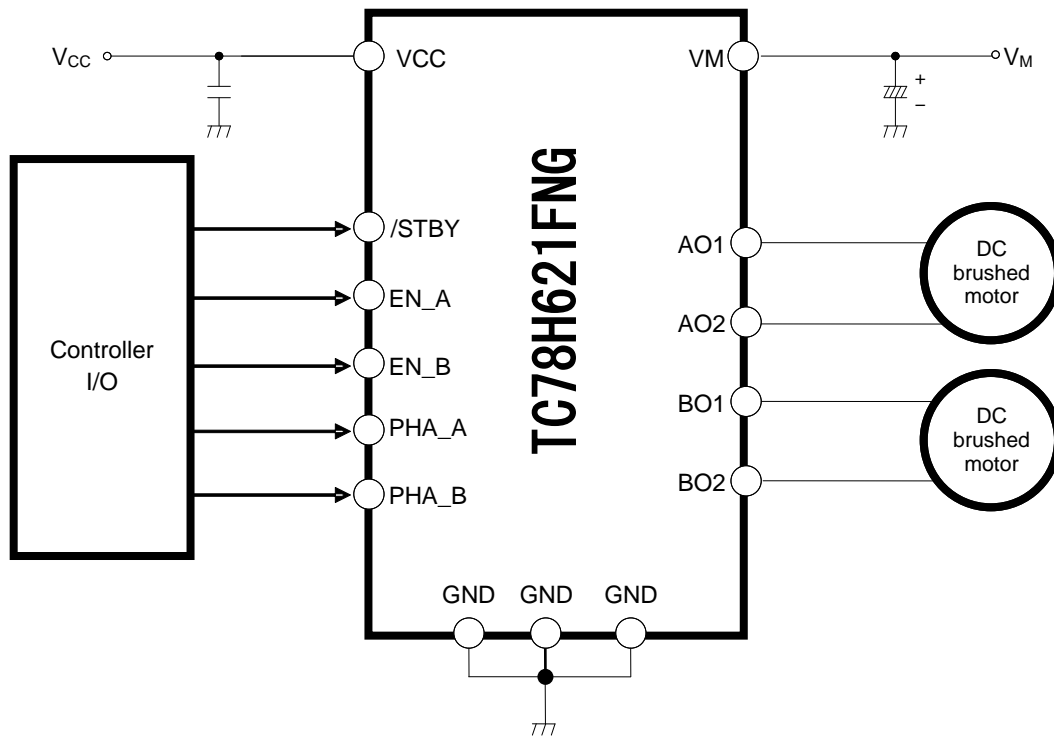 VCC
VCC
VM
VM
+
−
TC78H621FNG
Controller
I/O
/STBY
EN_A
EN_B
PHA_A
PHA_B
AO1
AO2
BO1
BO2
DC
brushed
motor
DC
brushed
motor
GND
GND
GND